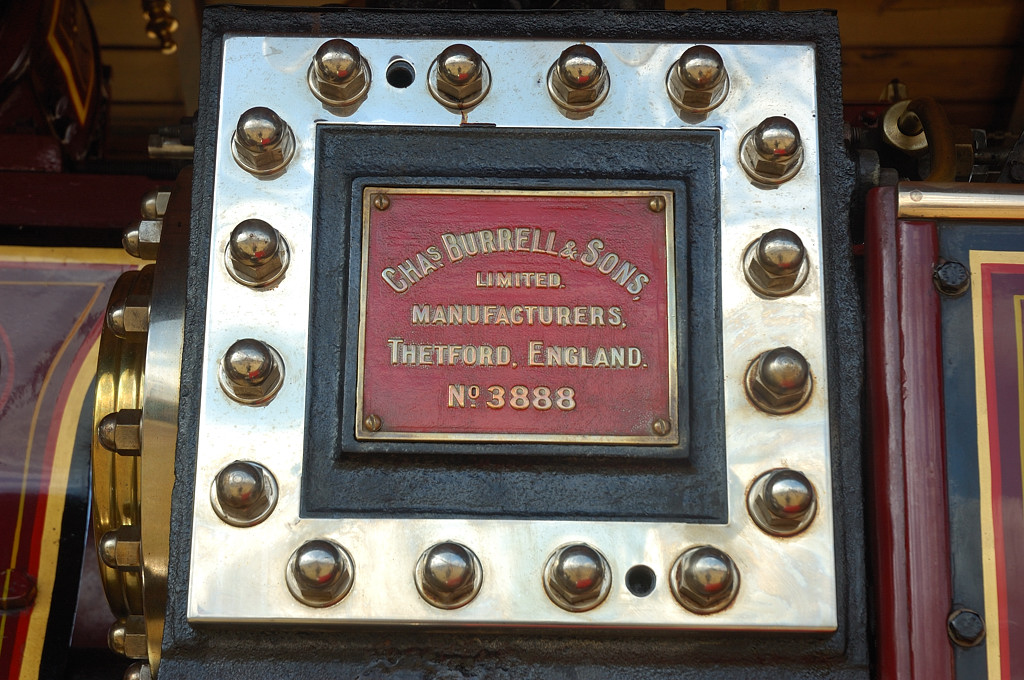 CHAS BURRELL & SONS,
LIMITED.
MANUFACTURERS,
THETFORD, ENGLAND.
No 3888